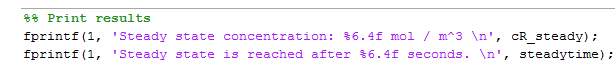 %% Print results
fprintf(1, 'Steady state concentration: %6.4f mol / m^3 \n', cR_steady);
fprintf(1, 'Steady state is reached after %6.4f seconds. \n', steadytime);